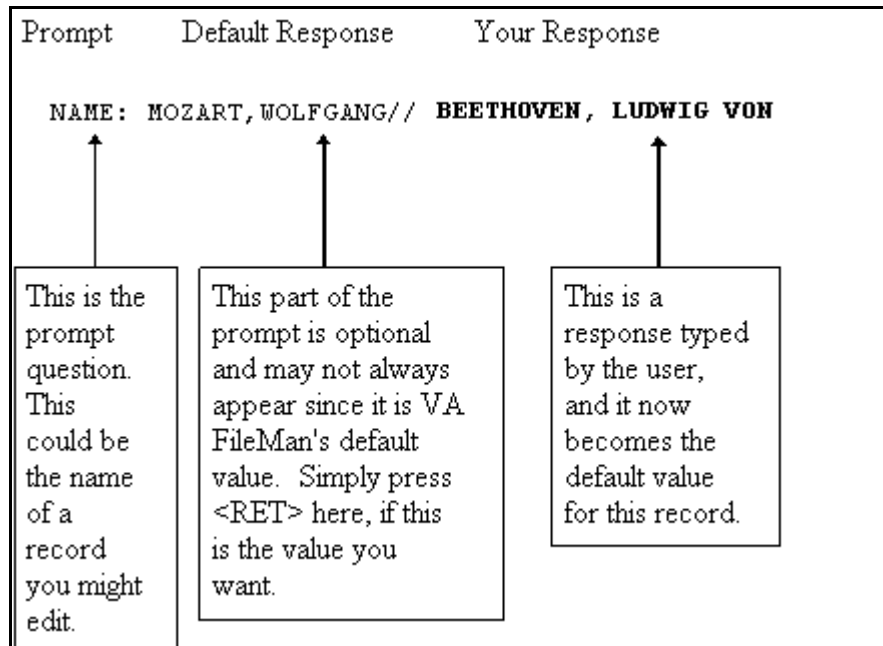 Prompt Default Response Your Response
NAME: MOZART,WOLFGANG// BEETHOVEN, LUDWIG VON
This is the
prompt
question.
This
could be
the name
of a
record
you might
edit.
This part of the
prompt is optional
and may not always
appear since it is VA
FileMan's default
value. Simply press
<RET> here, if this
is the value you
want.
This is a
response typed
by the user,
and it now
becomes the
default value
for this record.